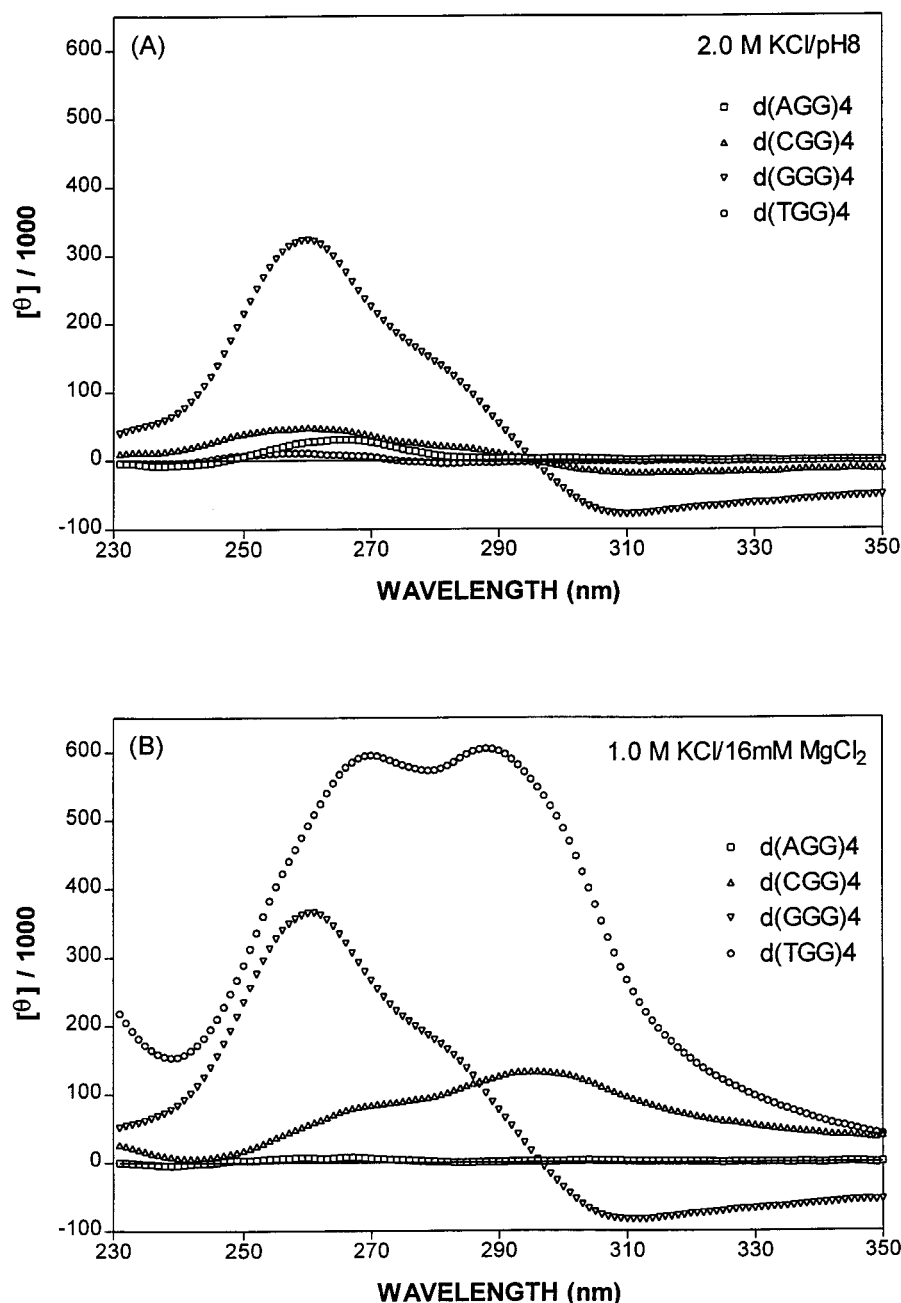 (A)
2.0 M KCl/pH8
d(AGG)4
d(CGG)4
d(GGG)4
d(TGG)4
600
500
400
300
200
100
0
-100
[θ] / 1000
230
250
270
290
310
330
350
WAVELENGTH (nm)
(B)
1.0 M KCl/16mM MgCl₂
d(AGG)4
d(CGG)4
d(GGG)4
d(TGG)4
600
500
400
300
200
100
0
-100
[θ] / 1000
230
250
270
290
310
330
350
WAVELENGTH (nm)